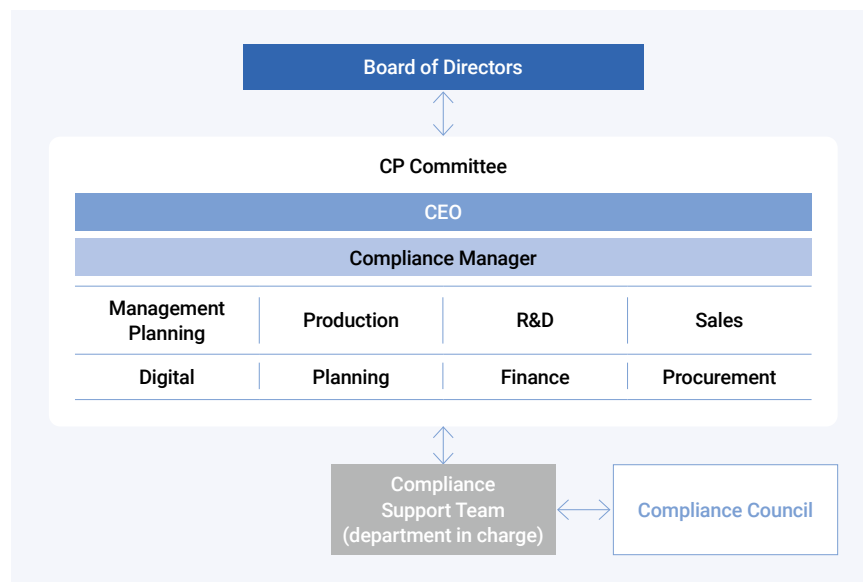 Board of Directors
CP Committee
CEO
Compliance Manager
Management
Planning
Production
R&D
Sales
Digital
Planning
Finance
Procurement
Compliance
Support Team
(department in charge)
Compliance Council